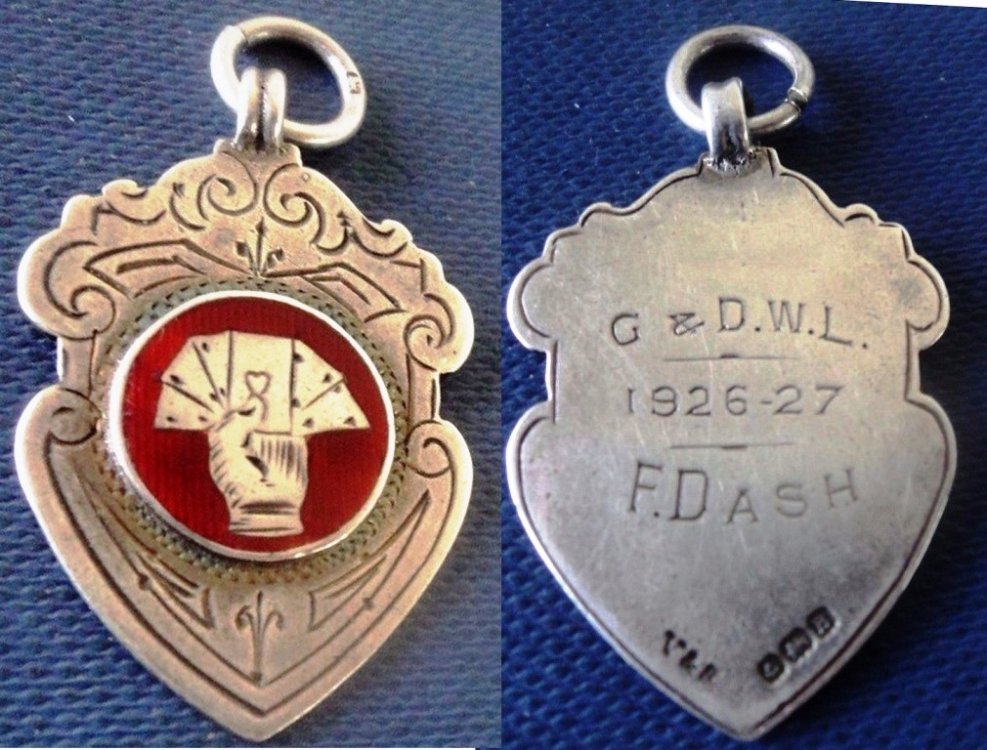 G & D.W.L.
1926-27
F. DASH